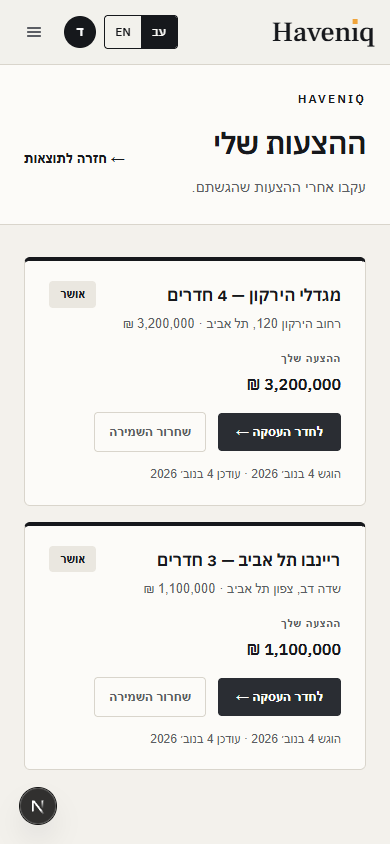 Haveniq
עב EN
ד
HAVENIQ
ההצעות שלי
← חזרה לתוצאות
עקבו אחרי ההצעות שהגשתם.
מגדלי הירקון — 4 חדרים
אושר
רחוב הירקון 120, תל אביב · 3,200,000 ₪
ההצעה שלך
3,200,000 ₪
לחדר העסקה ←
שחרור השמירה
הוגש 4 בנוב׳ 2026 · עודכן 4 בנוב׳ 2026
ריינבו תל אביב — 3 חדרים
אושר
שדה דב, צפון תל אביב · 1,100,000 ₪
ההצעה שלך
1,100,000 ₪
לחדר העסקה ←
שחרור השמירה
הוגש 4 בנוב׳ 2026 · עודכן 4 בנוב׳ 2026
N